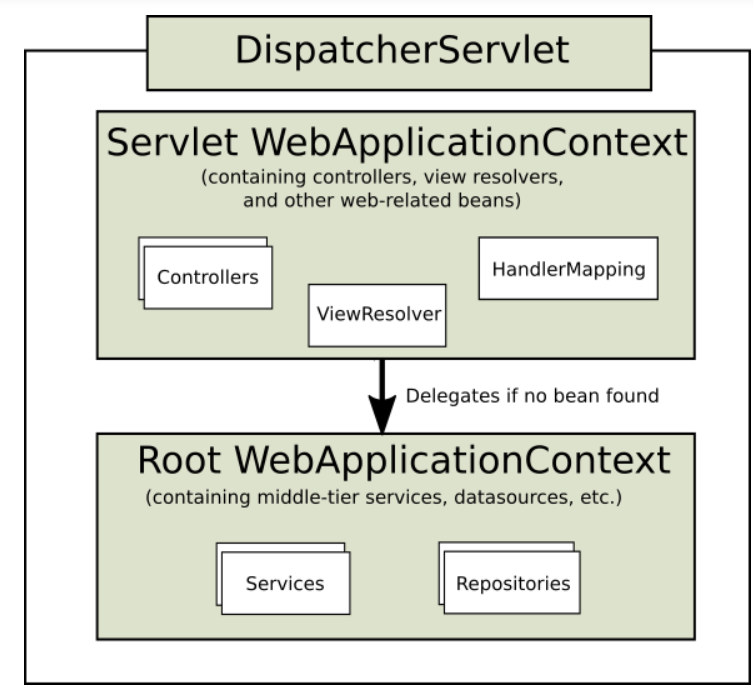 DispatcherServlet
Servlet WebApplicationContext
(containing controllers, view resolvers,
and other web-related beans)
Controllers
HandlerMapping
ViewResolver
Delegates if no bean found
Root WebApplicationContext
(containing middle-tier services, datasources, etc.)
Services
Repositories